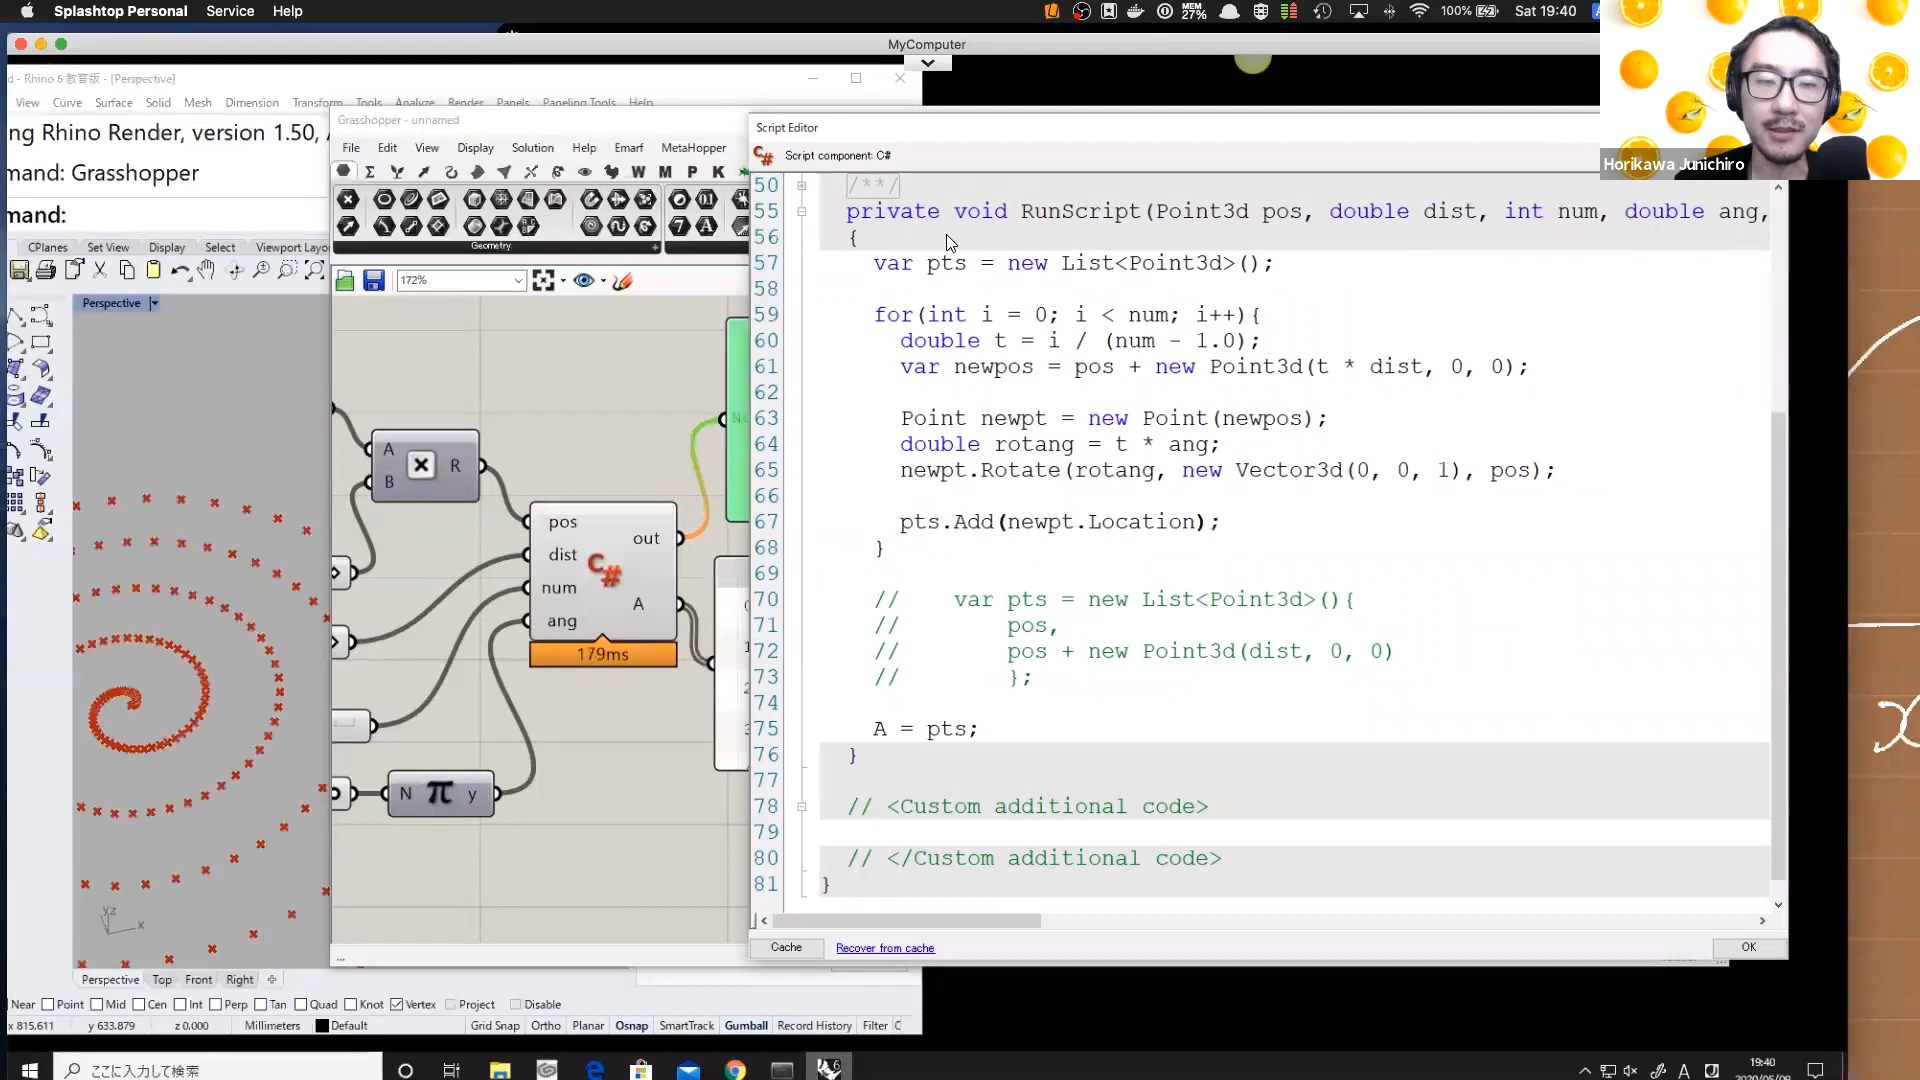 Splashtop Personal Service Help
MEM 27%
100% Sat 19:40
MyComputer
d - Rhino 6 教育版 - [Perspective]
View Curve Surface Solid Mesh Dimension Transform Tools Analyze Render Panels Paneling Tools Help
ng Rhino Render, version 1.50,
mand: Grasshopper
mand:
CPlanes Set View Display Select Viewport Layou
Perspective
Grasshopper - unnamed
File Edit View Display Solution Help Emarf MetaHopper
W M P K
Geometry
172%
A
B
R
pos
dist
num
ang
out
A
C#
179ms
N π y
Script Editor
C# Script component: C#
50 /**/
55 private void RunScript(Point3d pos, double dist, int num, double ang,
56 {
57 var pts = new List<Point3d>();
58
59 for(int i = 0; i < num; i++){
60 double t = i / (num - 1.0);
61 var newpos = pos + new Point3d(t * dist, 0, 0);
62
63 Point newpt = new Point(newpos);
64 double rotang = t * ang;
65 newpt.Rotate(rotang, new Vector3d(0, 0, 1), pos);
66
67 pts.Add(newpt.Location);
68 }
69
70 // var pts = new List<Point3d>(){
71 // pos,
72 // pos + new Point3d(dist, 0, 0)
73 // };
74
75 A = pts;
76 }
77
78 // <Custom additional code>
79
80 // </Custom additional code>
81 }
Cache Recover from cache OK
Horikawa Junichiro
x
Perspective Top Front Right
Near Point Mid Cen Int Perp Tan Quad Knot Vertex Project Disable
x 815.611 y 633.879 z 0.000 Millimeters Default Grid Snap Ortho Planar Osnap SmartTrack Gumball Record History Filter C
ここに入力して検索
A
19:40
2020/05/09